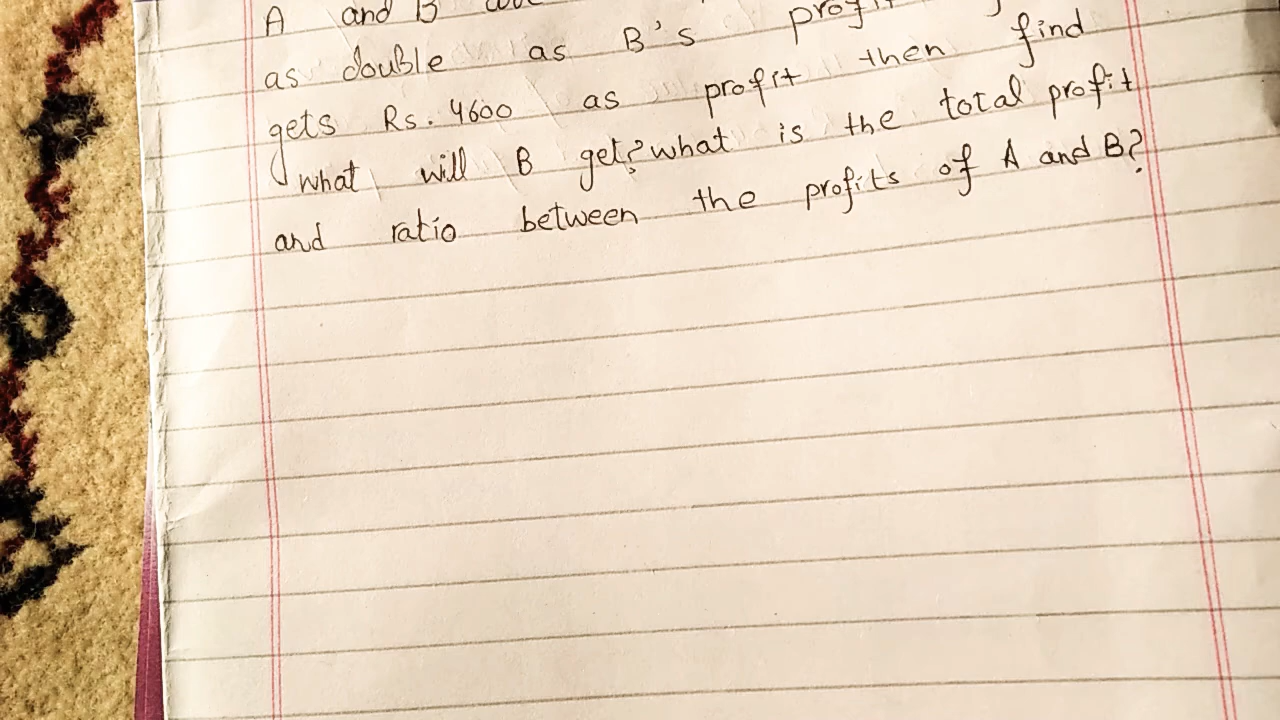 A and B
as double as B's profit
gets Rs. 4600 as profit then find
what will B get? what is the total profit
and ratio between the profits of A and B?